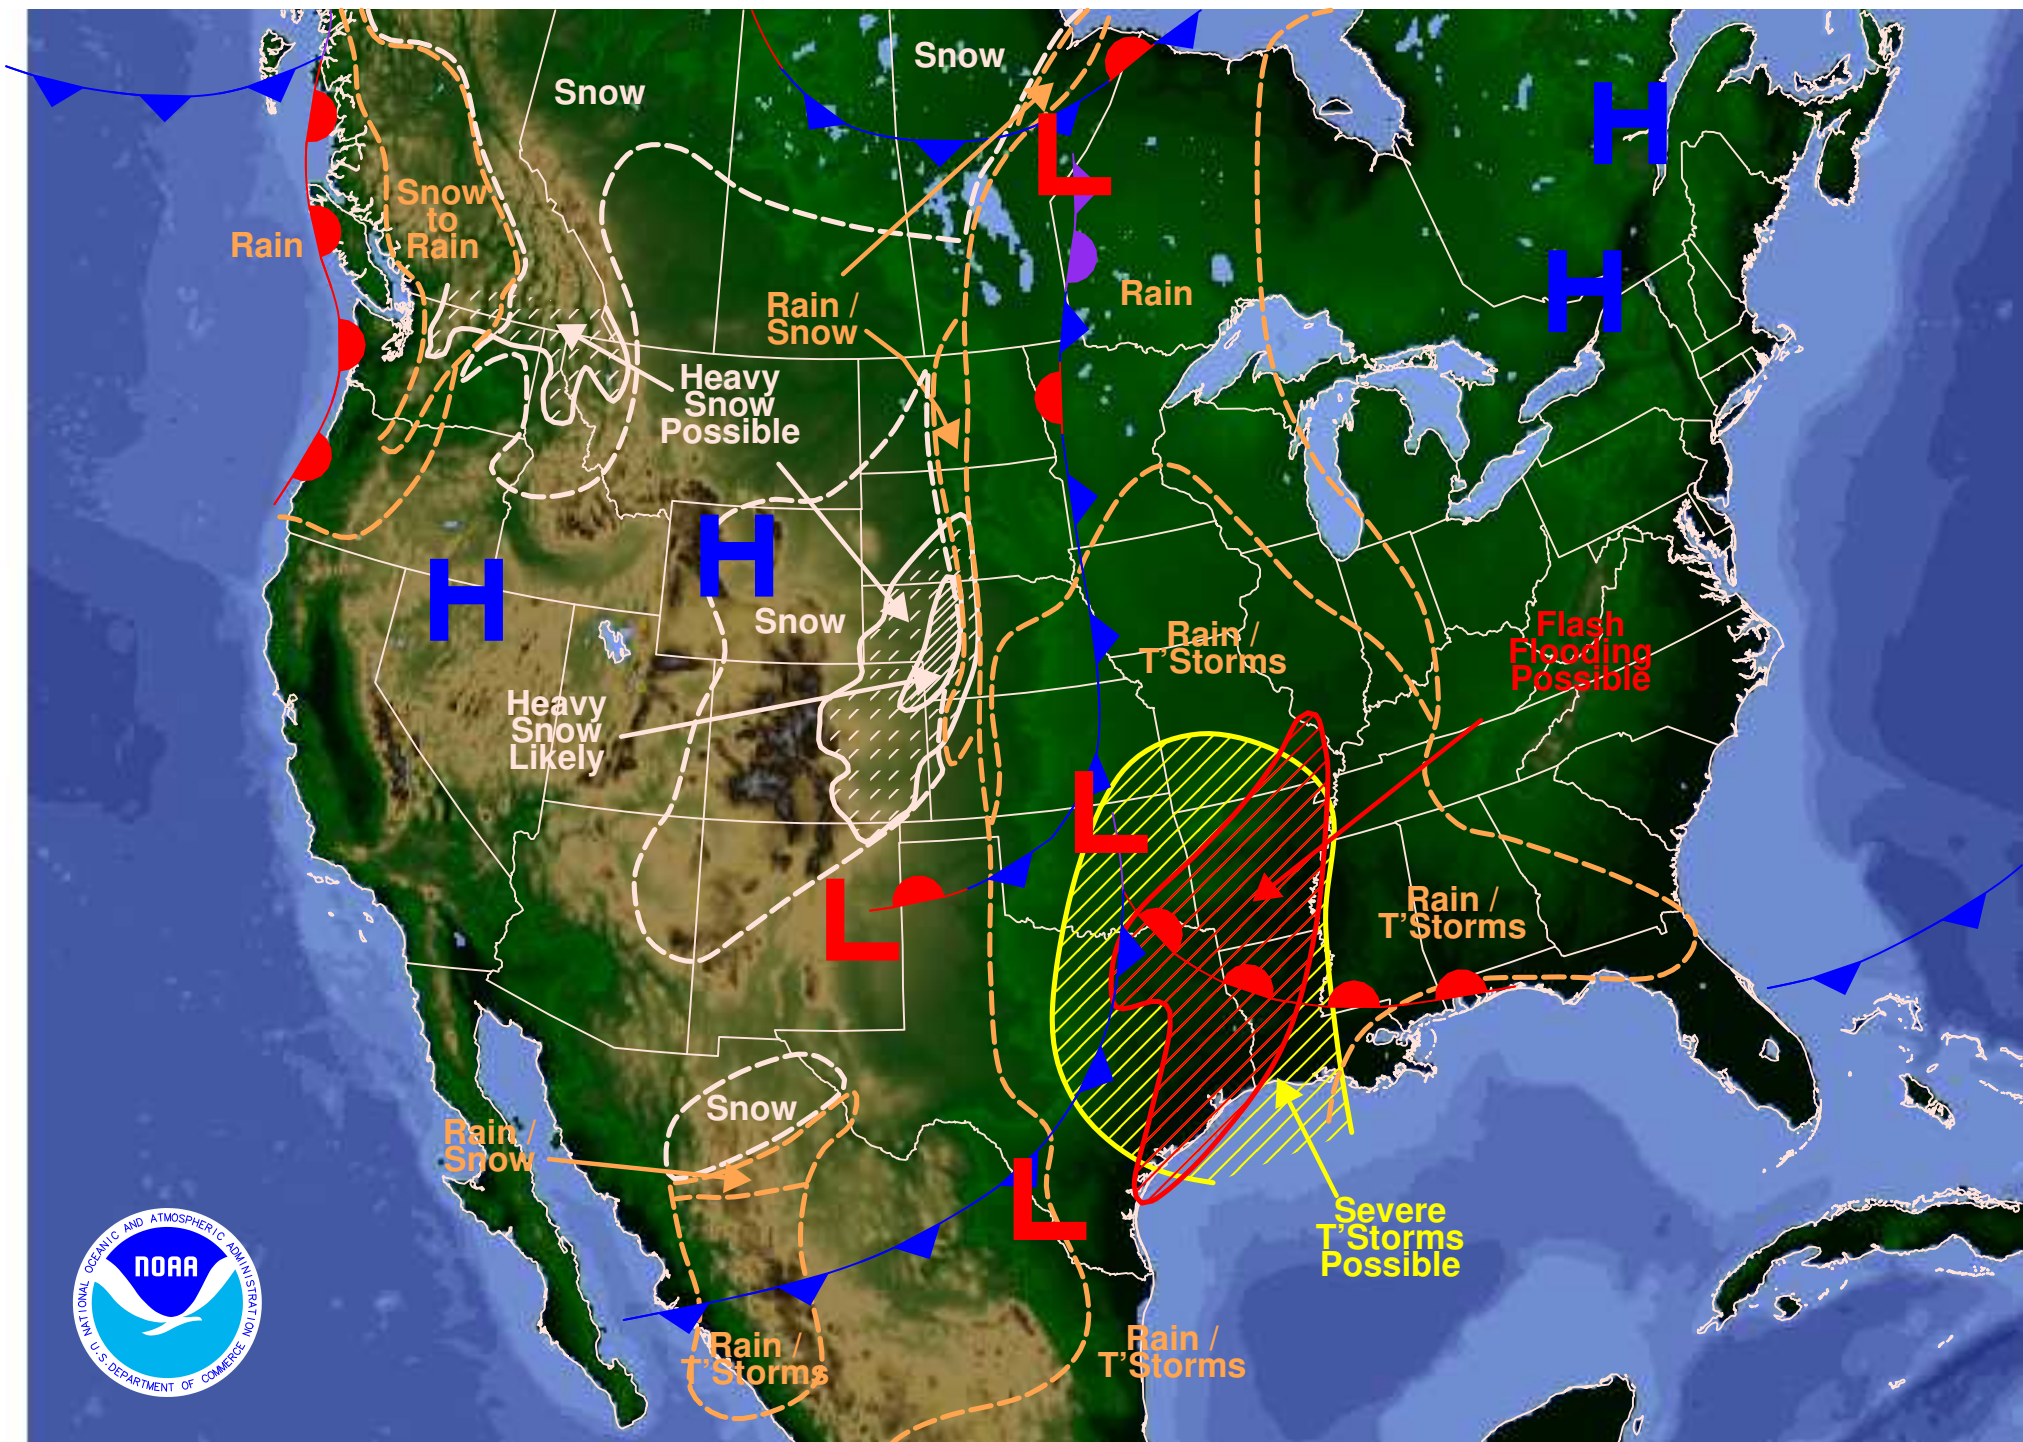 Snow
Snow
H
L
Snow
to
Rain
Rain
H
Rain
Rain /
Snow
Heavy
Snow
Possible
H
H
Snow
Rain /
T'Storms
Flash
Flooding
Possible
Heavy
Snow
Likely
L
L
Rain /
T'Storms
Snow
Rain /
Snow
L
Severe
T'Storms
Possible
Rain /
T'Storms
Rain /
T'Storms
NATIONAL OCEANIC AND ATMOSPHERIC ADMINISTRATION
NOAA
U.S. DEPARTMENT OF COMMERCE